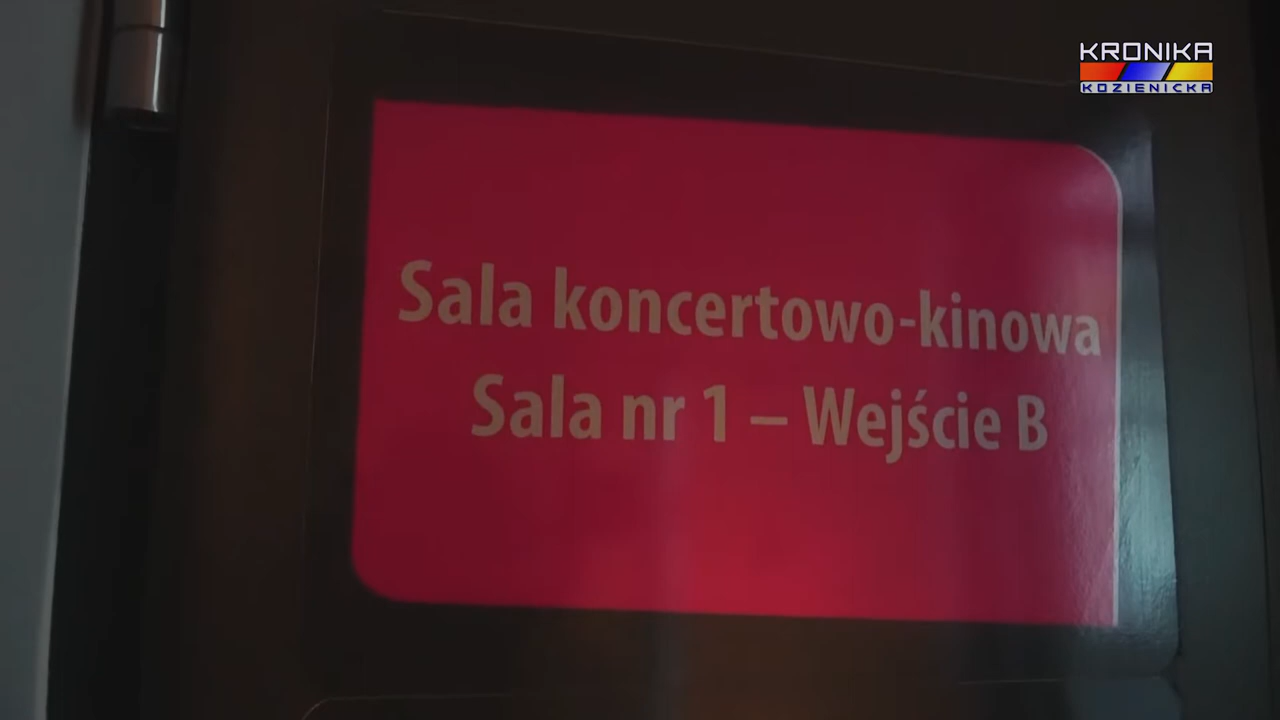 KRONIKA
KOZIENICKA
Sala koncertowo-kinowa
Sala nr 1 – Wejście B